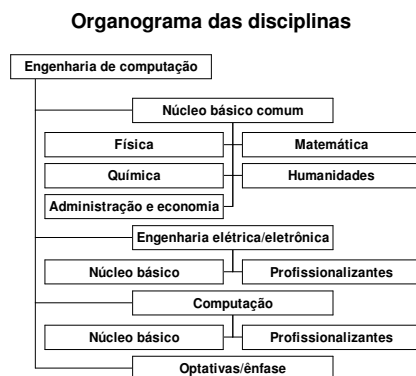 Organograma das disciplinas
Engenharia de computação
Núcleo básico comum
Física
Matemática
Química
Humanidades
Administração e economia
Engenharia elétrica/eletrônica
Núcleo básico
Profissionalizantes
Computação
Núcleo básico
Profissionalizantes
Optativas/ênfase